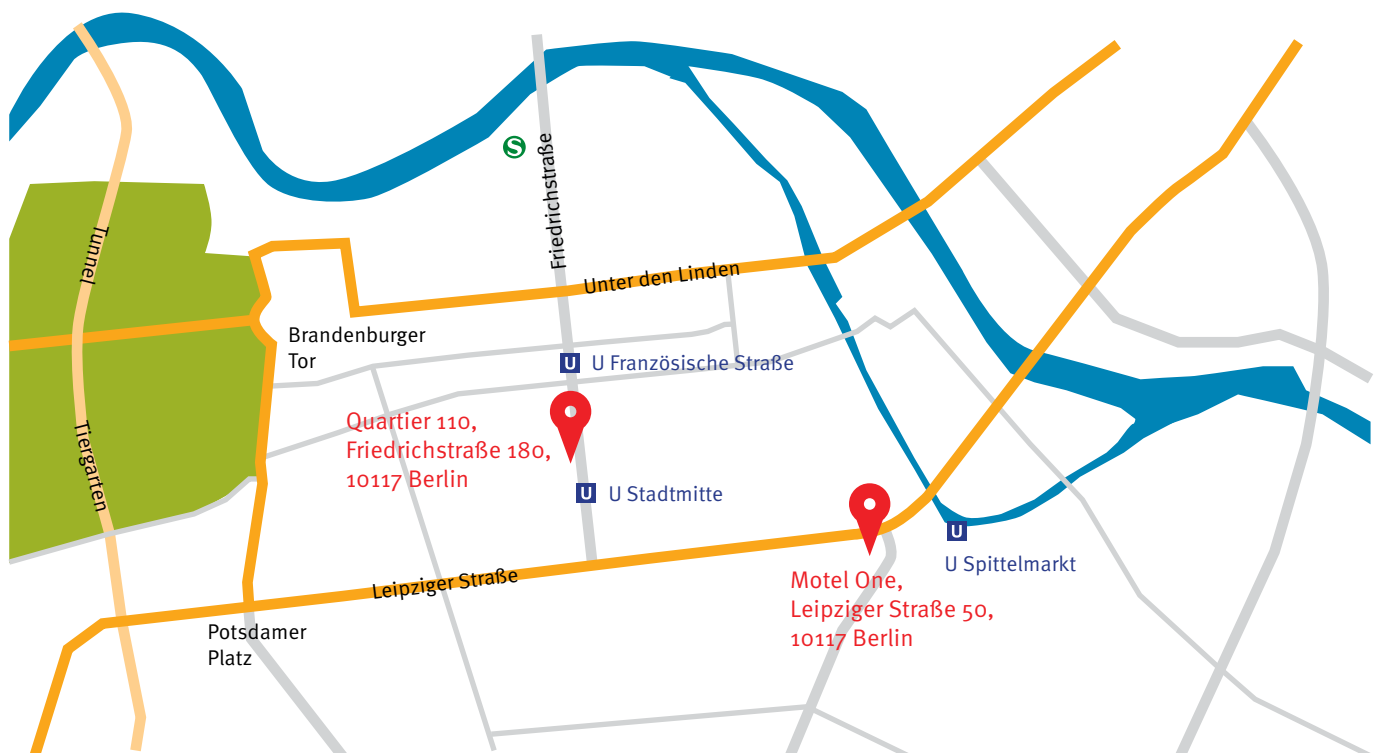 S
Friedrichstraße
Tunnel
Unter den Linden
Brandenburger
Tor
U
U Französische Straße
Quartier 110,
Friedrichstraße 180,
10117 Berlin
Tiergarten
U
U Stadtmitte
U
U Spittelmarkt
Leipziger Straße
Motel One,
Leipziger Straße 50,
10117 Berlin
Potsdamer
Platz